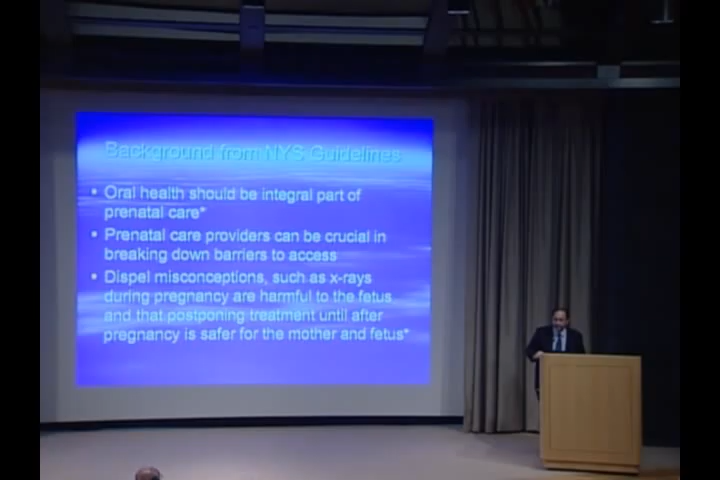 Background from NYS Guidelines
• Oral health should be integral part of
prenatal care*
• Prenatal care providers can be crucial in
breaking down barriers to access
• Dispel misconceptions, such as x-rays
during pregnancy are harmful to the fetus
and that postponing treatment until after
pregnancy is safer for the mother and fetus*